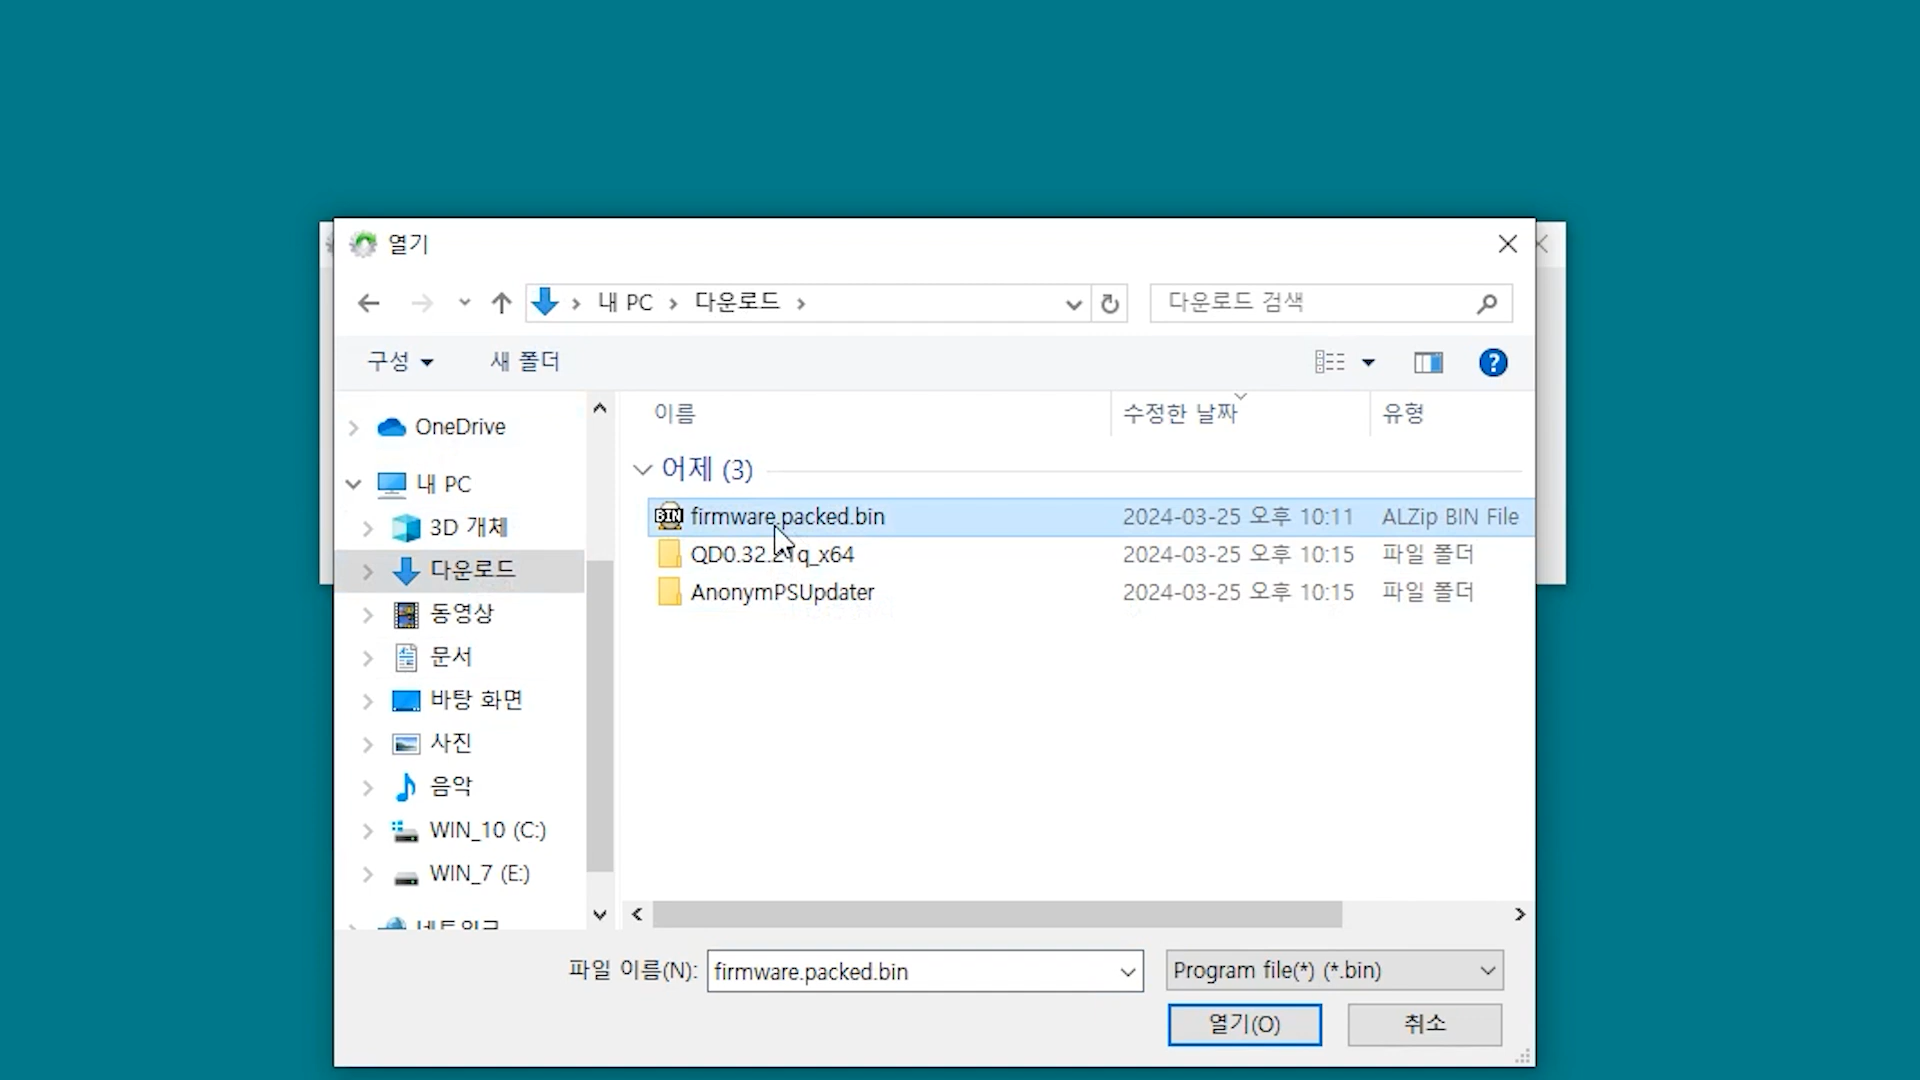 열기
내 PC
다운로드
다운로드 검색
구성
새 폴더
OneDrive
내 PC
3D 개체
다운로드
동영상
문서
바탕 화면
사진
음악
WIN_10 (C:)
WIN_7 (E:)
이름
수정한 날짜
유형
어제 (3)
BIN firmware.packed.bin 2024-03-25 오후 10:11 ALZip BIN File
QD0.32.21q_x64 2024-03-25 오후 10:15 파일 폴더
AnonymPSUpdater 2024-03-25 오후 10:15 파일 폴더
파일 이름(N): firmware.packed.bin
Program file(*) (*.bin)
열기(O)
취소